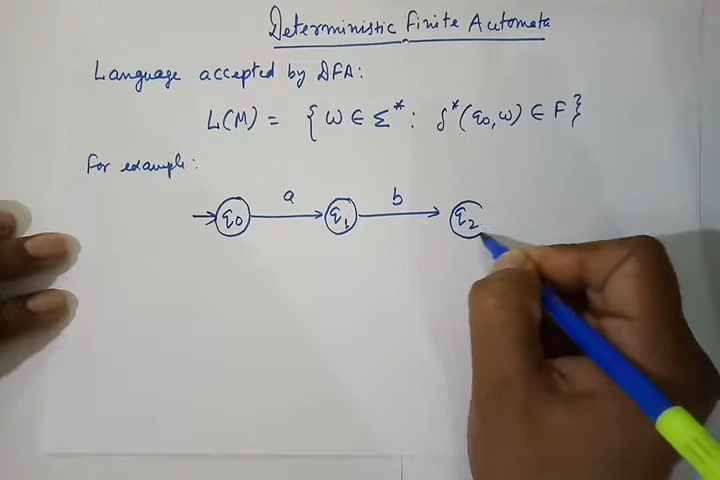 Deterministic Finite Automata
Language accepted by DFA:
L(M) = { w ∈ Σ* : δ*(q0, w) ∈ F }
For example:
a b
q0 q1 q2